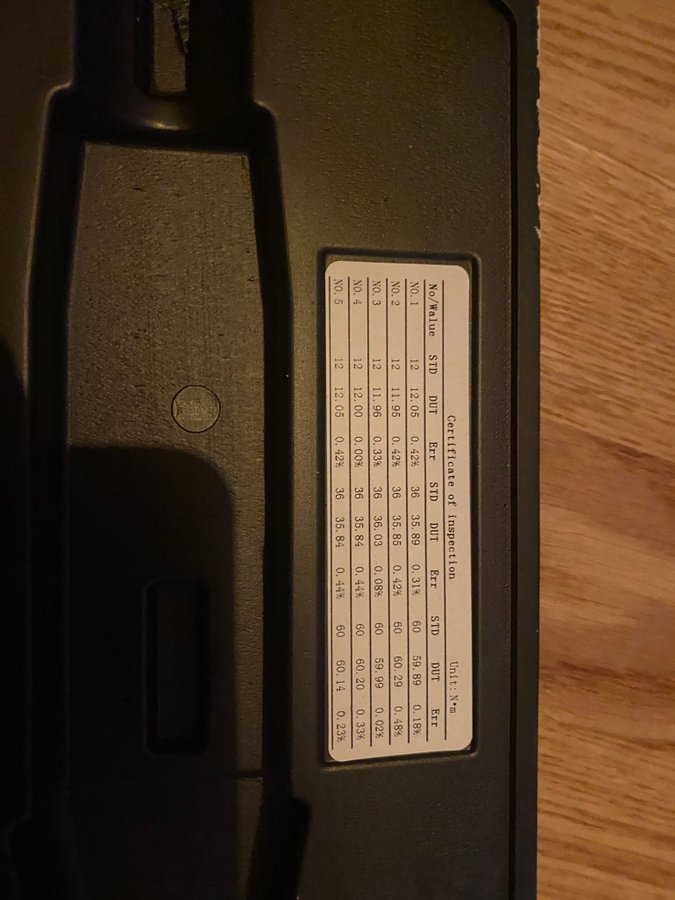 Certificate of inspection Unit: N•m
No/Walue STD DUT Err STD DUT Err STD DUT Err
NO.1 12 12.05 0.42% 36 35.89 0.31% 60 59.89 0.18%
NO.2 12 11.95 0.42% 36 35.85 0.42% 60 60.29 0.48%
NO.3 12 11.96 0.33% 36 36.03 0.08% 60 59.99 0.02%
NO.4 12 12.00 0.00% 36 35.84 0.44% 60 60.20 0.33%
NO.5 12 12.05 0.42% 36 35.84 0.44% 60 60.14 0.23%